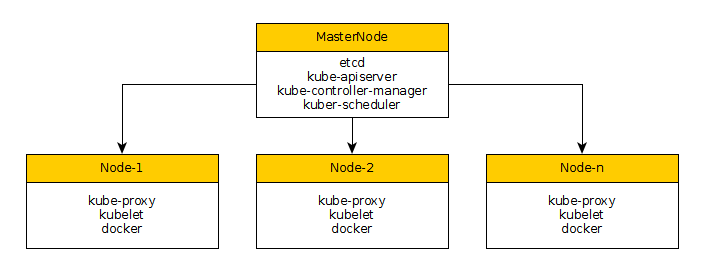 MasterNode
etcd
kube-apiserver
kube-controller-manager
kuber-scheduler
Node-1
kube-proxy
kubelet
docker
Node-2
kube-proxy
kubelet
docker
Node-n
kube-proxy
kubelet
docker